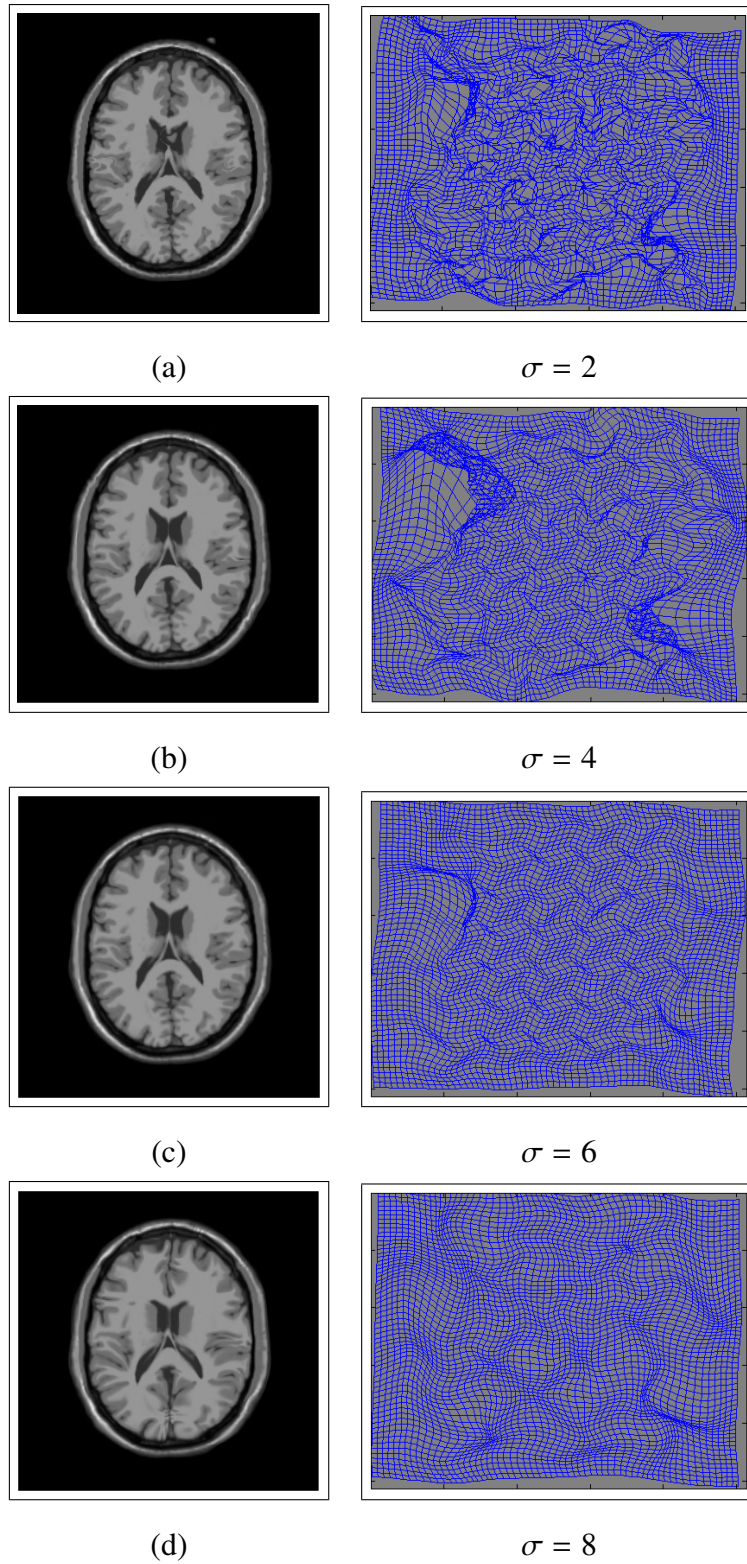 (a) σ = 2
(b) σ = 4
(c) σ = 6
(d) σ = 8